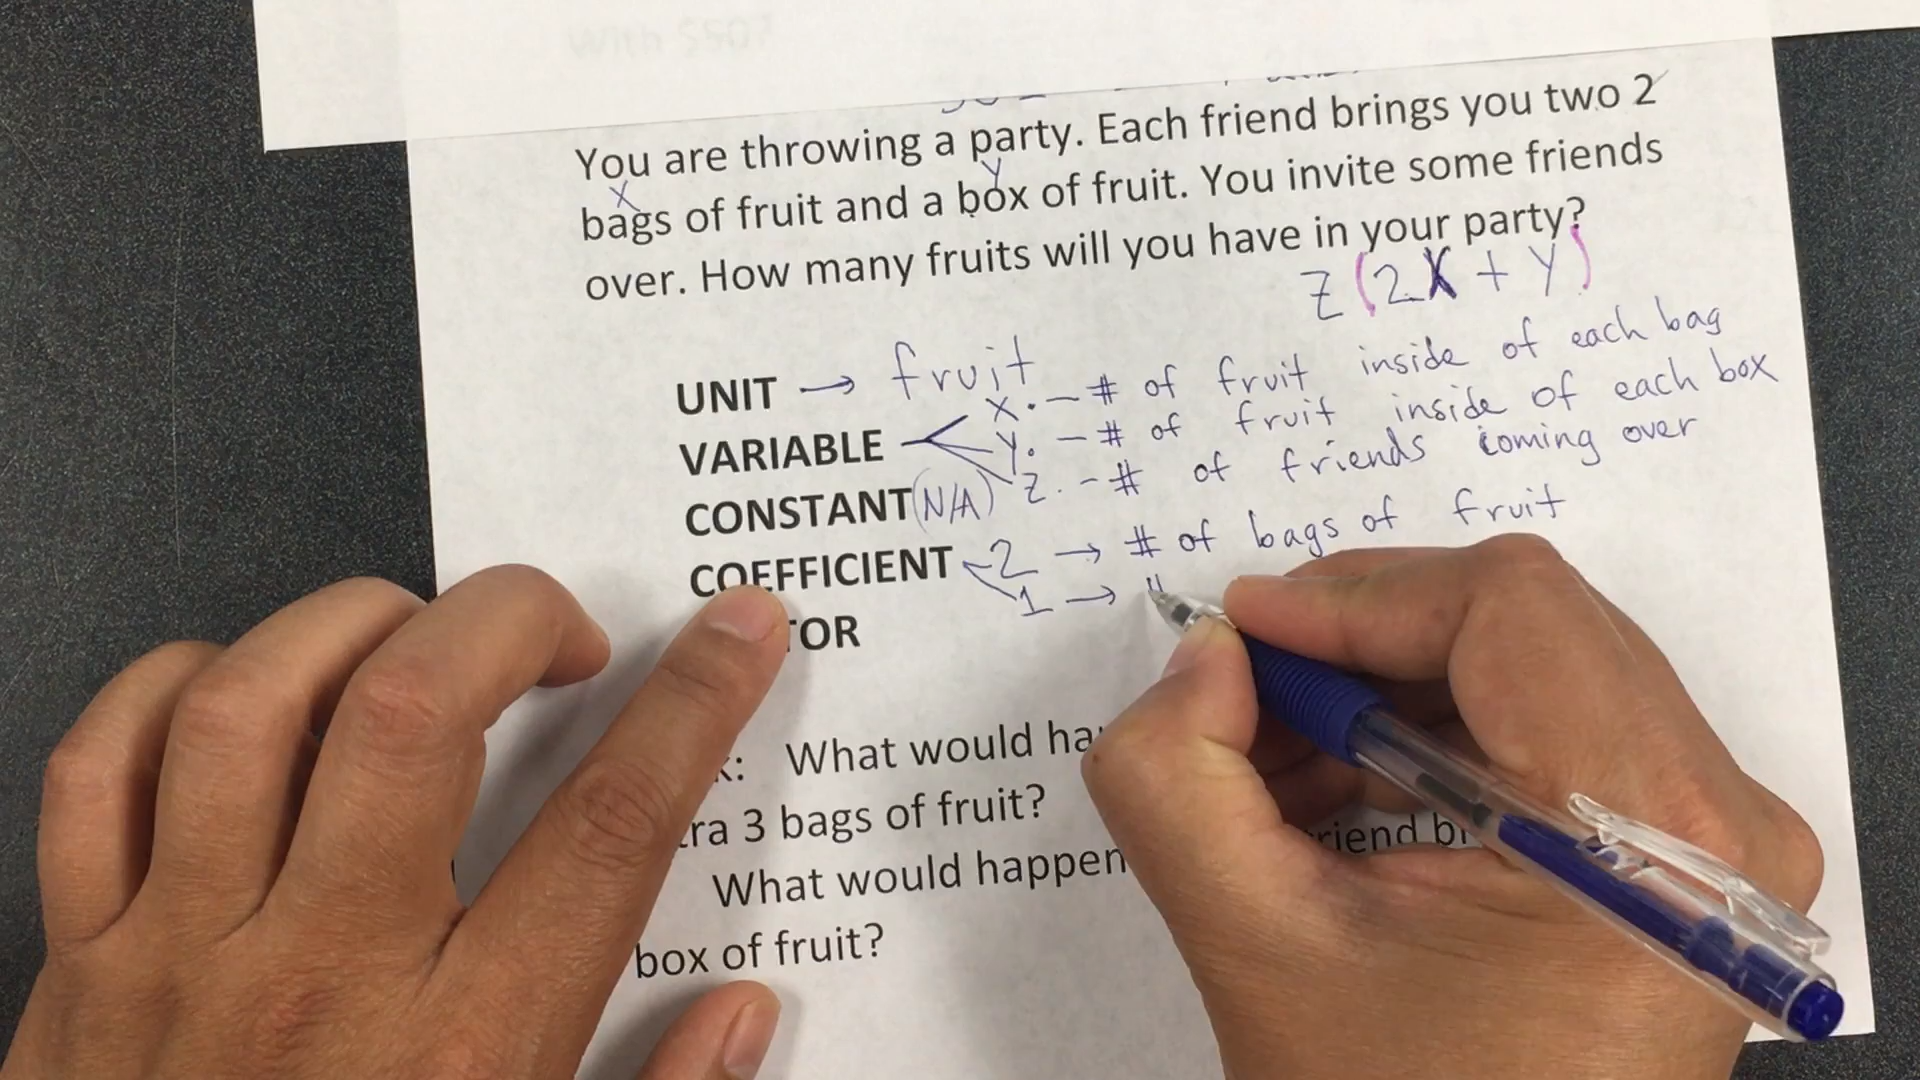 With $50?
You are throwing a party. Each friend brings you two 2
x y
bags of fruit and a box of fruit. You invite some friends
over. How many fruits will you have in your party?
z (2x + y)
UNIT → fruit
VARIABLE x. - # of fruit inside of each bag
y. - # of fruit inside of each box
z. - # of friends coming over
CONSTANT (N/A)
COEFFICIENT 2 → # of bags of fruit
1 →
TOR
What would
3 bags of fruit?
What would happen
box of fruit?